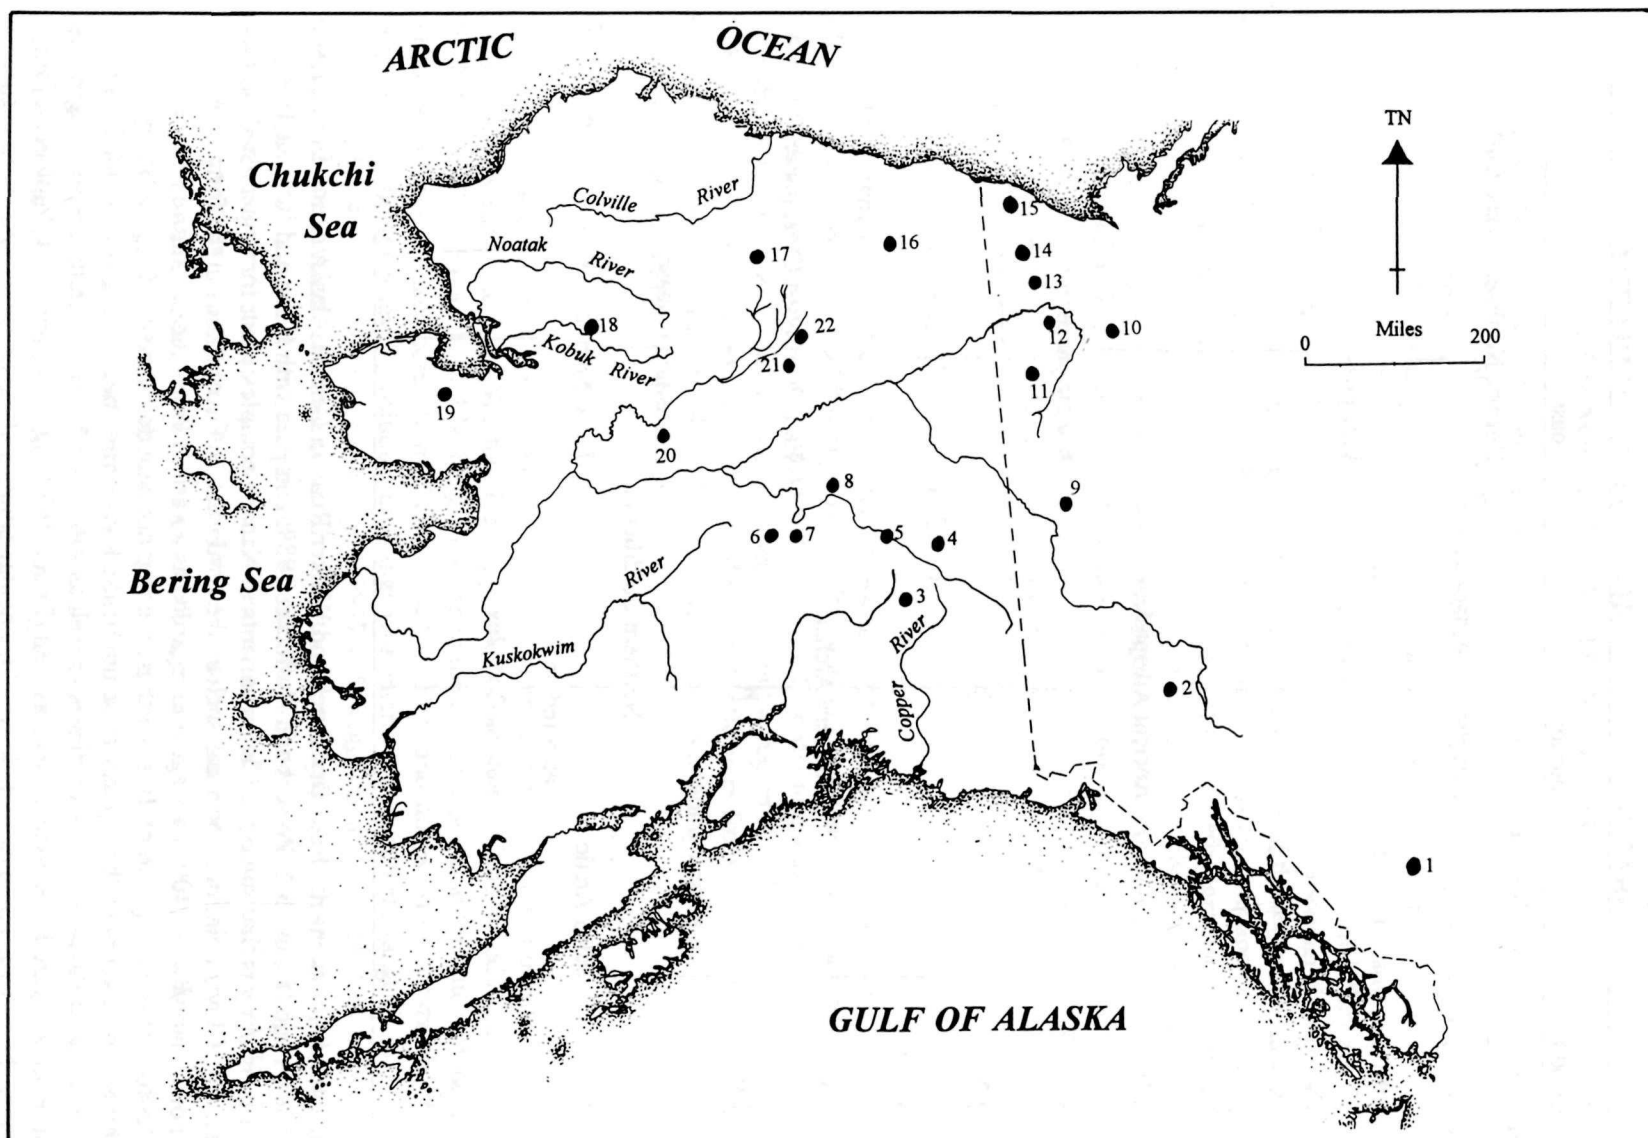 ARCTIC OCEAN
TN
Chukchi
Sea
Colville River
15
Noatak River
17
16
14
13
Miles
0 200
18
Kobuk River
22
21
12
10
11
19
20
8
9
6 7 5 4
Bering Sea
River
Kuskokwim
3
River
Copper
2
1
GULF OF ALASKA